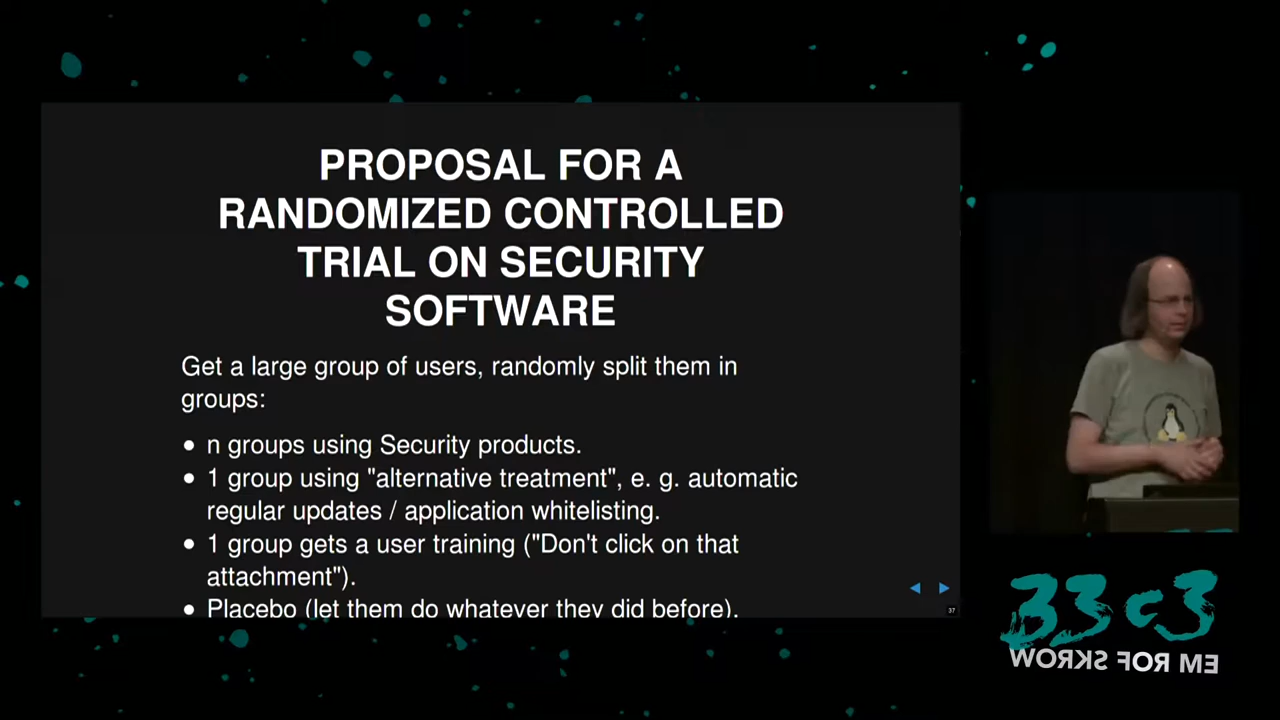 PROPOSAL FOR A
RANDOMIZED CONTROLLED
TRIAL ON SECURITY
SOFTWARE
Get a large group of users, randomly split them in
groups:
• n groups using Security products.
• 1 group using "alternative treatment", e. g. automatic
regular updates / application whitelisting.
• 1 group gets a user training ("Don't click on that
attachment").
• Placebo (let them do whatever they did before).
37
33c3
WORKS FOR ME